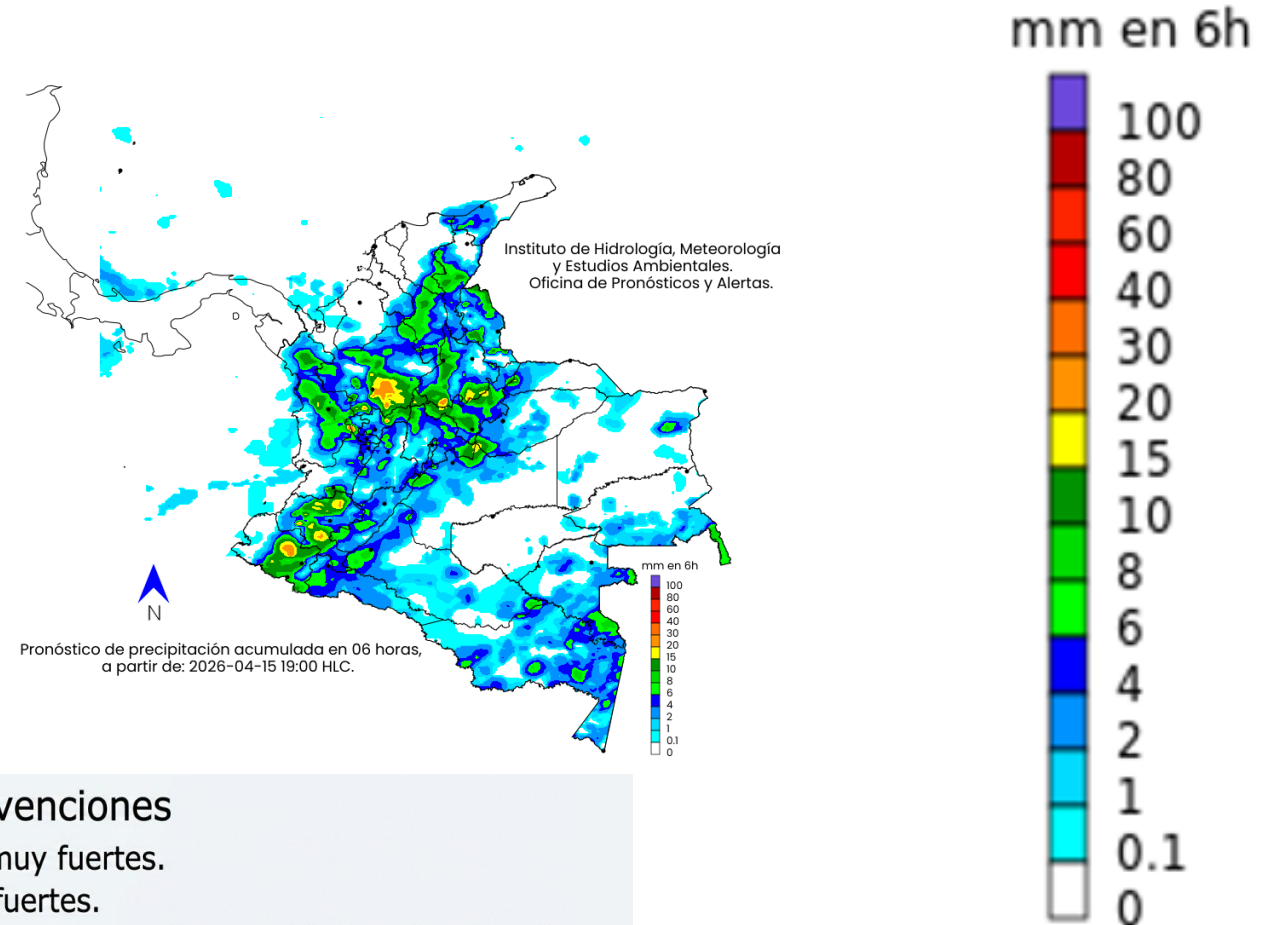 mm en 6h
100
80
60
40
30
20
15
10
8
6
4
2
1
0.1
0
Instituto de Hidrología, Meteorología
y Estudios Ambientales.
Oficina de Pronósticos y Alertas.
mm en 6h
100
80
60
40
30
20
15
10
8
6
4
2
1
0.1
0
N
Pronóstico de precipitación acumulada en 06 horas,
a partir de: 2026-04-15 19:00 HLC.
venciones
muy fuertes.
fuertes.